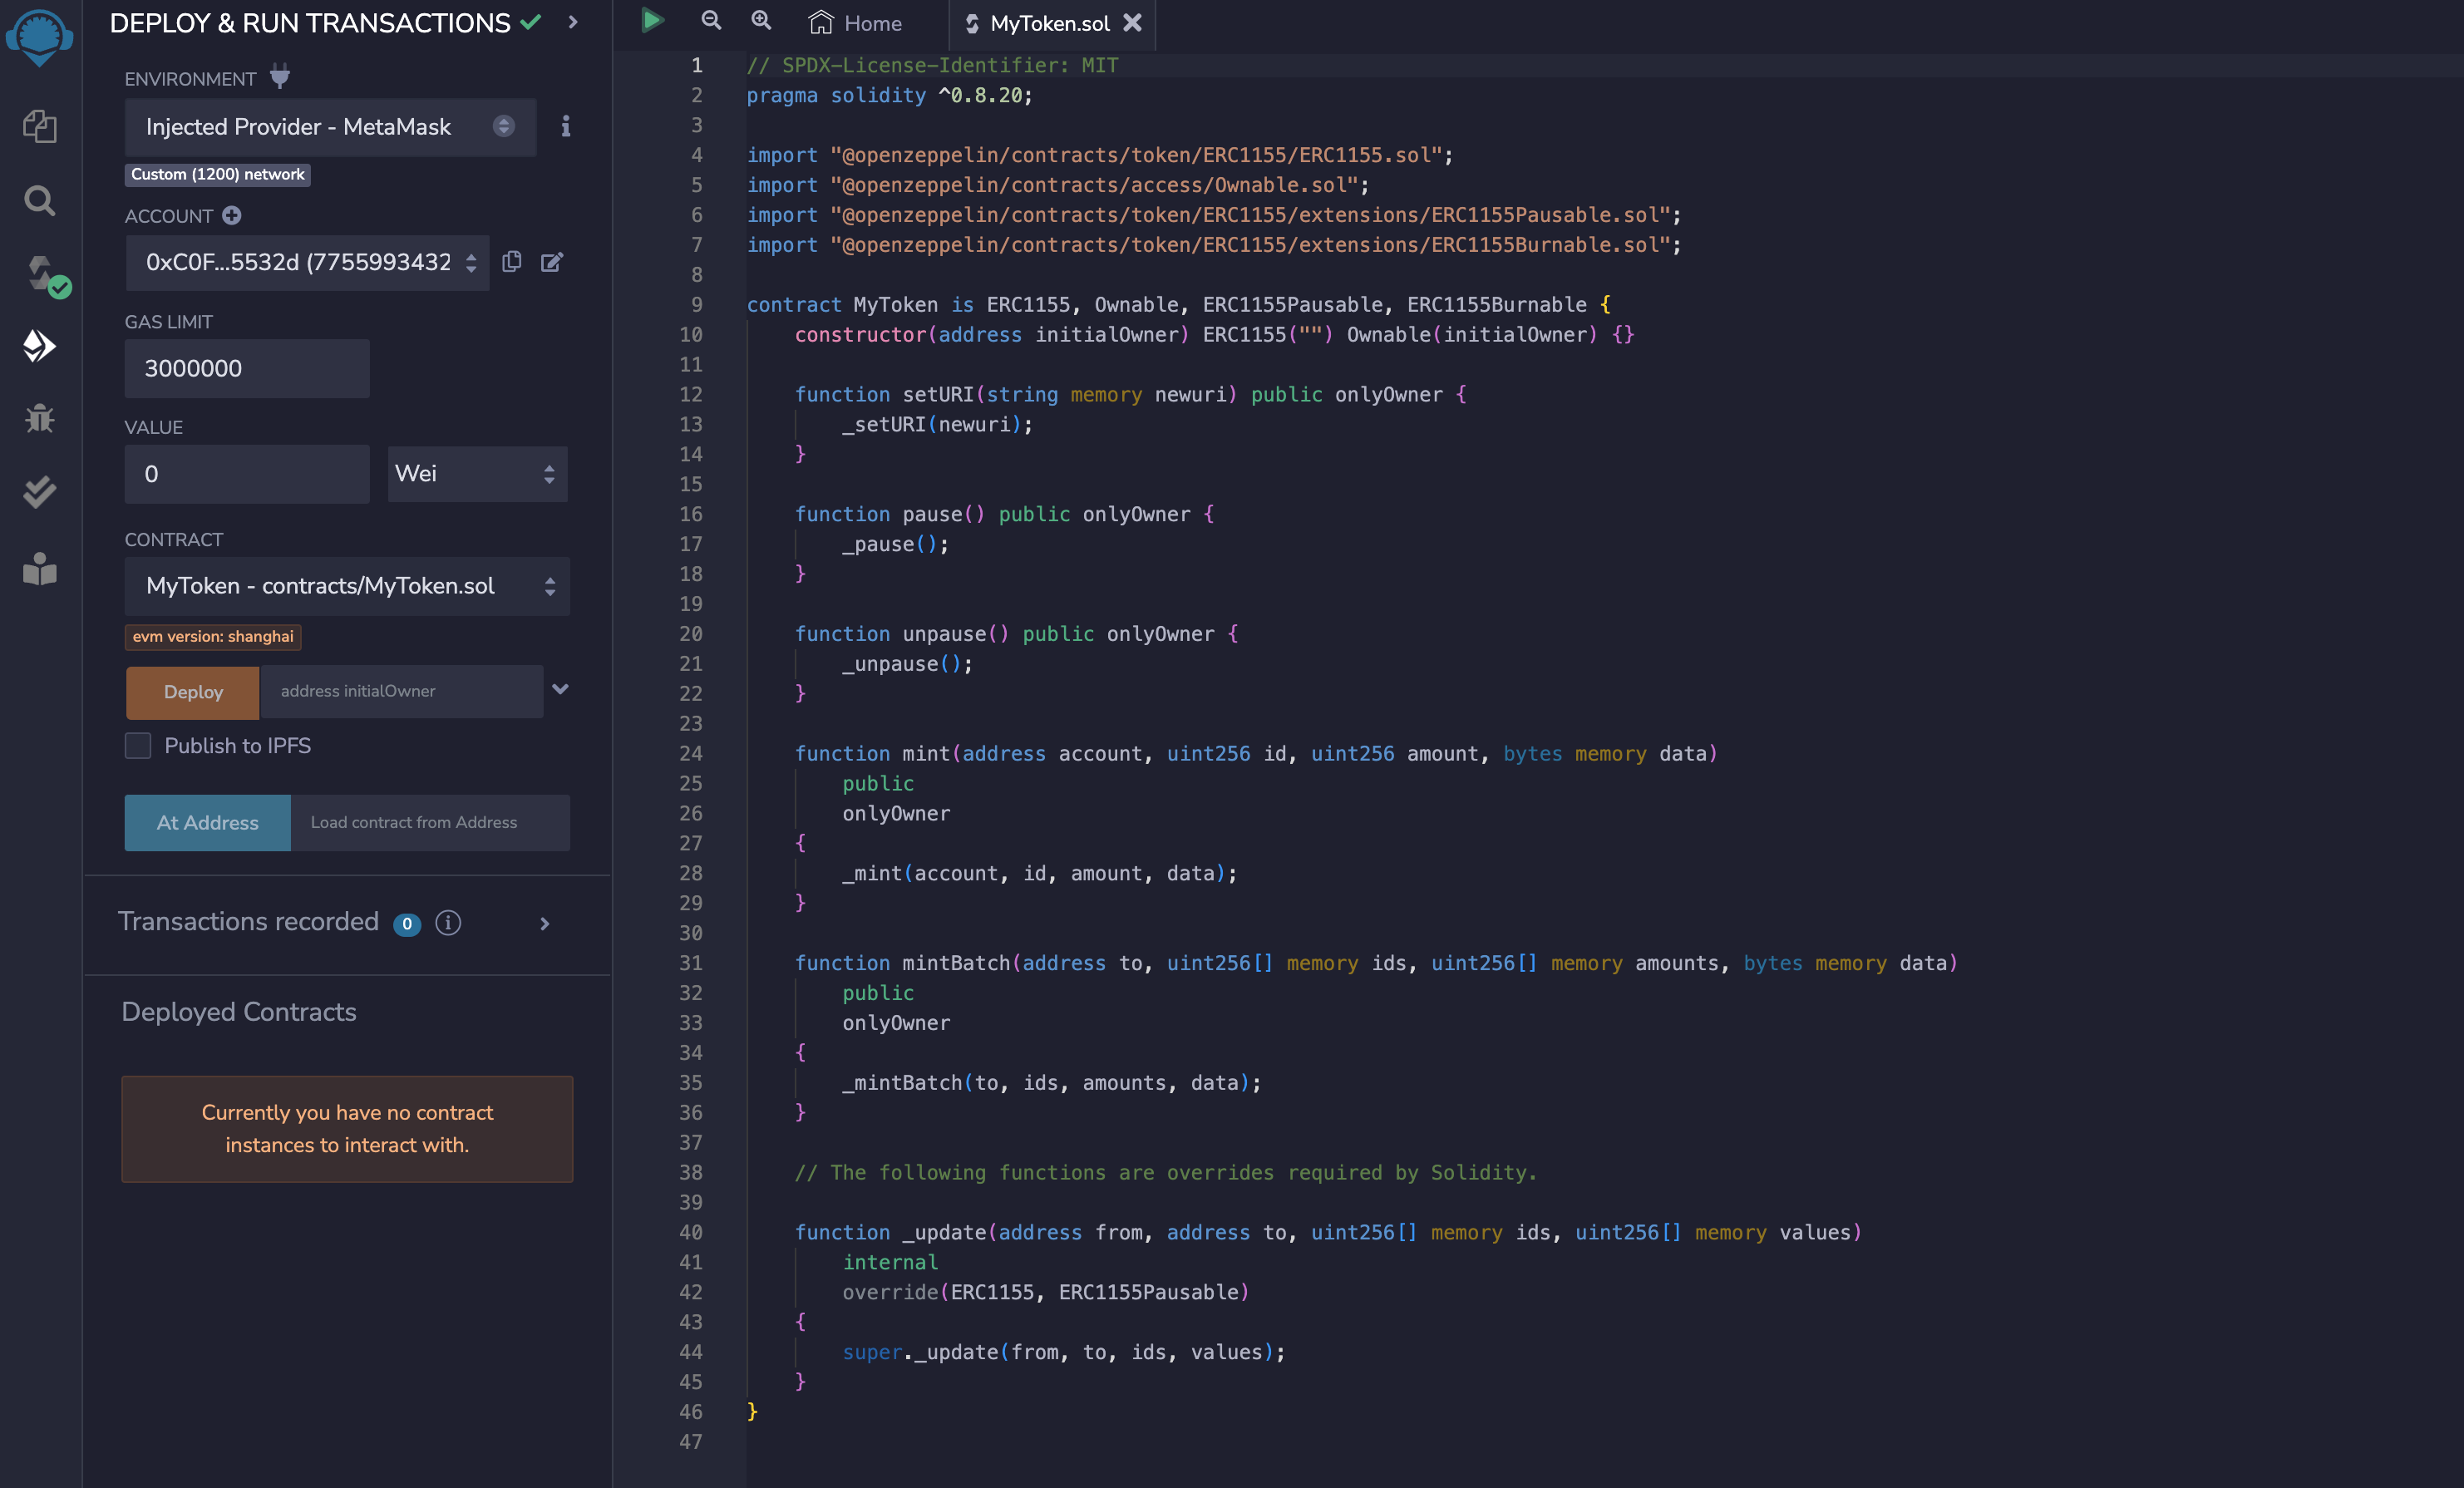 DEPLOY & RUN TRANSACTIONS
ENVIRONMENT
Injected Provider - MetaMask
Custom (1200) network
ACCOUNT
0xC0F...5532d (7755993432
GAS LIMIT
3000000
VALUE
0
Wei
CONTRACT
MyToken - contracts/MyToken.sol
evm version: shanghai
Deploy
address initialOwner
Publish to IPFS
At Address
Load contract from Address
Transactions recorded 0
Deployed Contracts
Currently you have no contract
instances to interact with.
Home
MyToken.sol
1 // SPDX-License-Identifier: MIT
2 pragma solidity ^0.8.20;
3
4 import "@openzeppelin/contracts/token/ERC1155/ERC1155.sol";
5 import "@openzeppelin/contracts/access/Ownable.sol";
6 import "@openzeppelin/contracts/token/ERC1155/extensions/ERC1155Pausable.sol";
7 import "@openzeppelin/contracts/token/ERC1155/extensions/ERC1155Burnable.sol";
8
9 contract MyToken is ERC1155, Ownable, ERC1155Pausable, ERC1155Burnable {
10     constructor(address initialOwner) ERC1155("") Ownable(initialOwner) {}
11
12     function setURI(string memory newuri) public onlyOwner {
13         _setURI(newuri);
14     }
15
16     function pause() public onlyOwner {
17         _pause();
18     }
19
20     function unpause() public onlyOwner {
21         _unpause();
22     }
23
24     function mint(address account, uint256 id, uint256 amount, bytes memory data)
25         public
26         onlyOwner
27     {
28         _mint(account, id, amount, data);
29     }
30
31     function mintBatch(address to, uint256[] memory ids, uint256[] memory amounts, bytes memory data)
32         public
33         onlyOwner
34     {
35         _mintBatch(to, ids, amounts, data);
36     }
37
38     // The following functions are overrides required by Solidity.
39
40     function _update(address from, address to, uint256[] memory ids, uint256[] memory values)
41         internal
42         override(ERC1155, ERC1155Pausable)
43     {
44         super._update(from, to, ids, values);
45     }
46 }
47